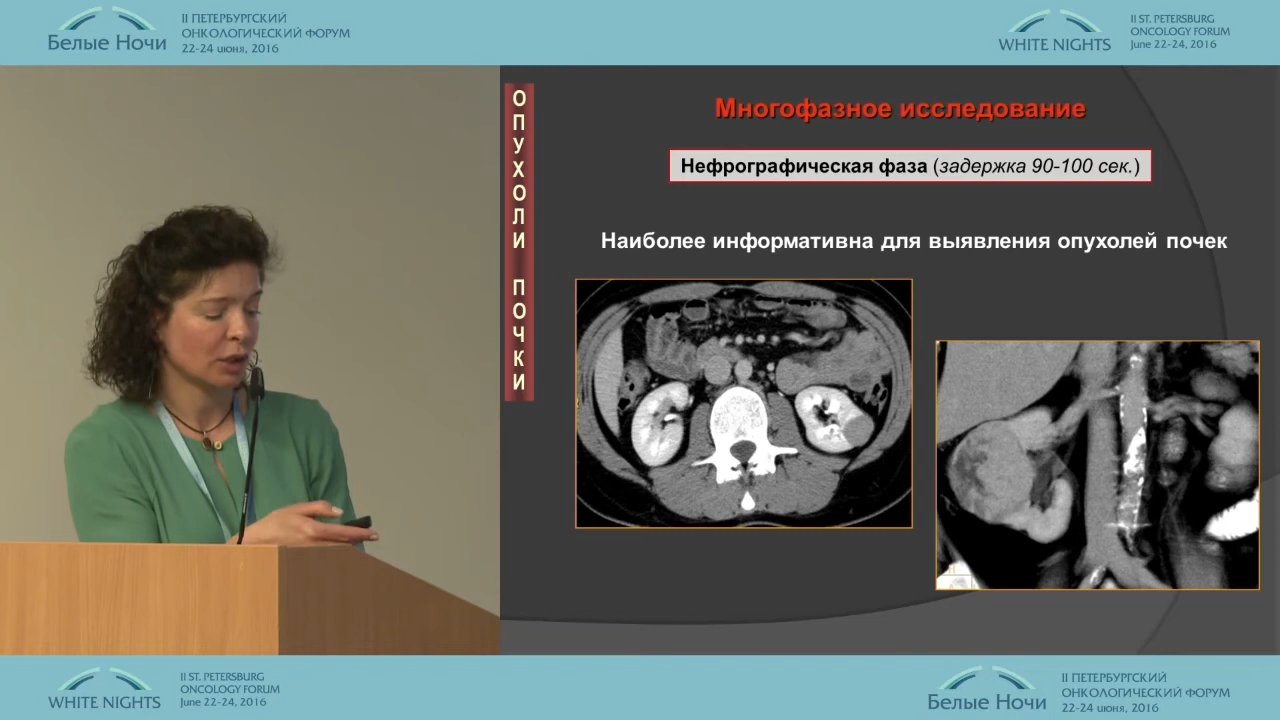 Белые Ночи
II ПЕТЕРБУРГСКИЙ
ОНКОЛОГИЧЕСКИЙ ФОРУМ
22-24 июня, 2016
WHITE NIGHTS
II ST. PETERSBURG
ONCOLOGY FORUM
June 22-24, 2016
ОПУХОЛИ ПОЧКИ
Многофазное исследование
Нефрографическая фаза (задержка 90-100 сек.)
Наиболее информативна для выявления опухолей почек
WHITE NIGHTS
II ST. PETERSBURG
ONCOLOGY FORUM
June 22-24, 2016
Белые Ночи
II ПЕТЕРБУРГСКИЙ
ОНКОЛОГИЧЕСКИЙ ФОРУМ
22-24 июня, 2016